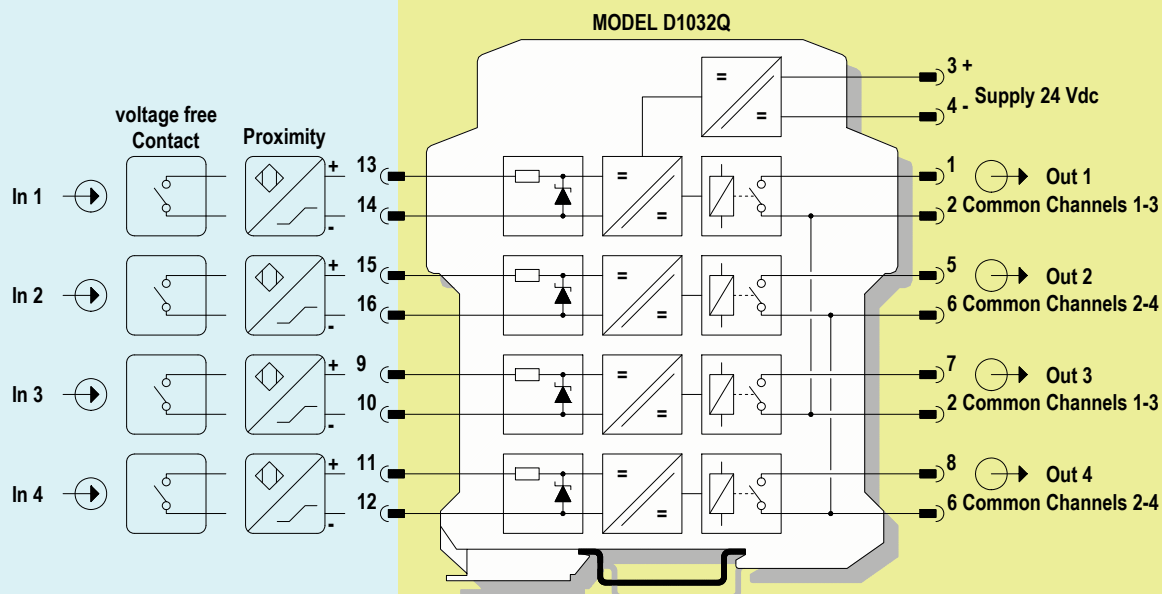 MODEL D1032Q
3 +
4 - Supply 24 Vdc
voltage free
Contact
Proximity
In 1
+ 13
- 14
1 Out 1
2 Common Channels 1-3
In 2
+ 15
- 16
5 Out 2
6 Common Channels 2-4
In 3
+ 9
- 10
7 Out 3
2 Common Channels 1-3
In 4
+ 11
- 12
8 Out 4
6 Common Channels 2-4